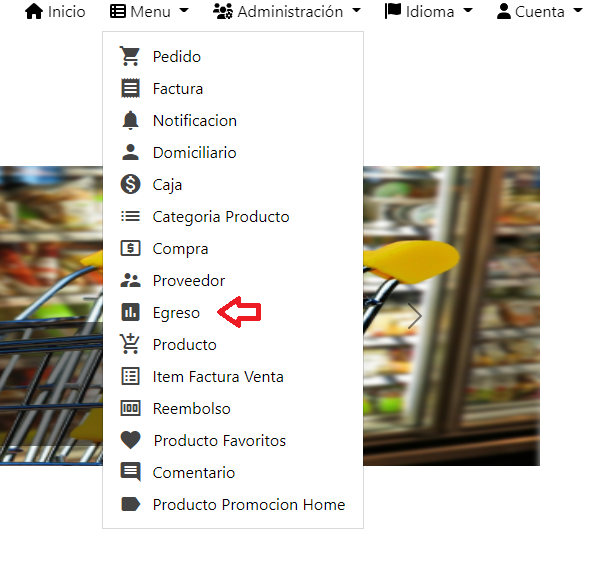 Inicio Menu Administración Idioma Cuenta
Pedido
Factura
Notificacion
Domiciliario
Caja
Categoria Producto
Compra
Proveedor
Egreso
Producto
Item Factura Venta
Reembolso
Producto Favoritos
Comentario
Producto Promocion Home